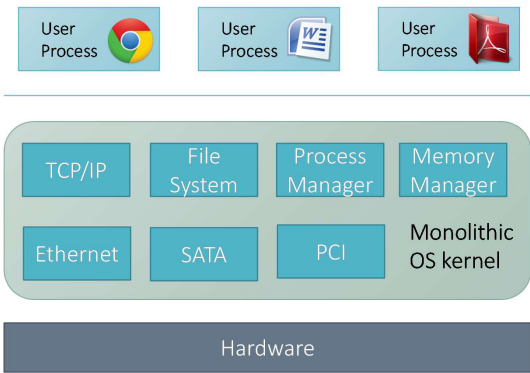 User
Process
User
Process
W
User
Process
TCP/IP
File
System
Process
Manager
Memory
Manager
Ethernet
SATA
PCI
Monolithic
OS kernel
Hardware